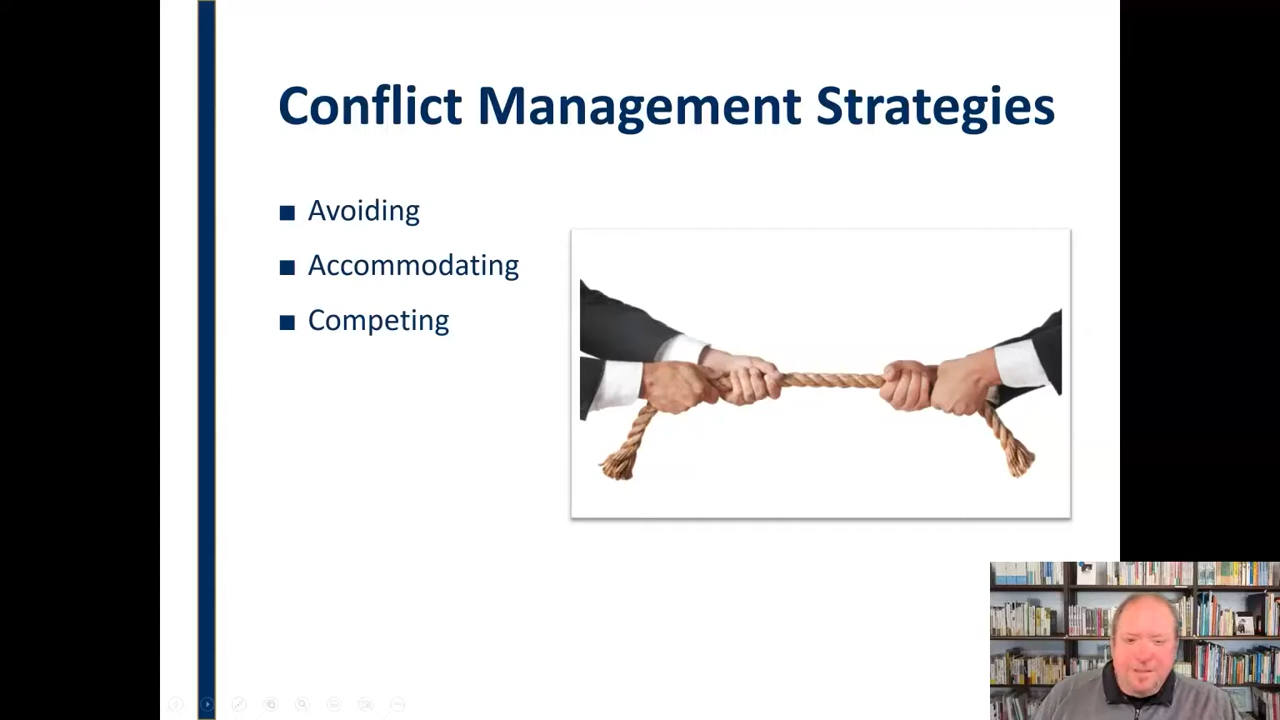 Conflict Management Strategies
Avoiding
Accommodating
Competing